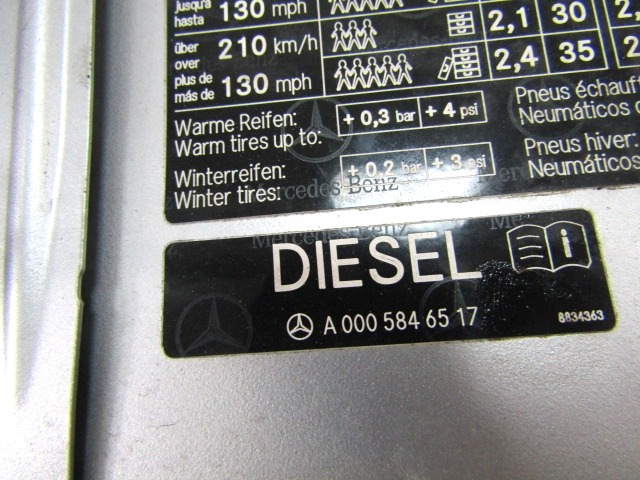 jusqu'à
hasta 130 mph
über
over 210 km/h 2,1 30
plus de
más de 130 mph 2,4 35
Warme Reifen: + 0,3 bar + 4 psi Pneus échauff
Warm tires up to: Neumáticos
Winterreifen: + 0,2 bar + 3 psi Pneus hiver:
Winter tires: Neumáticos
Mercedes Benz
DIESEL i
A 000 584 65 17 8834363